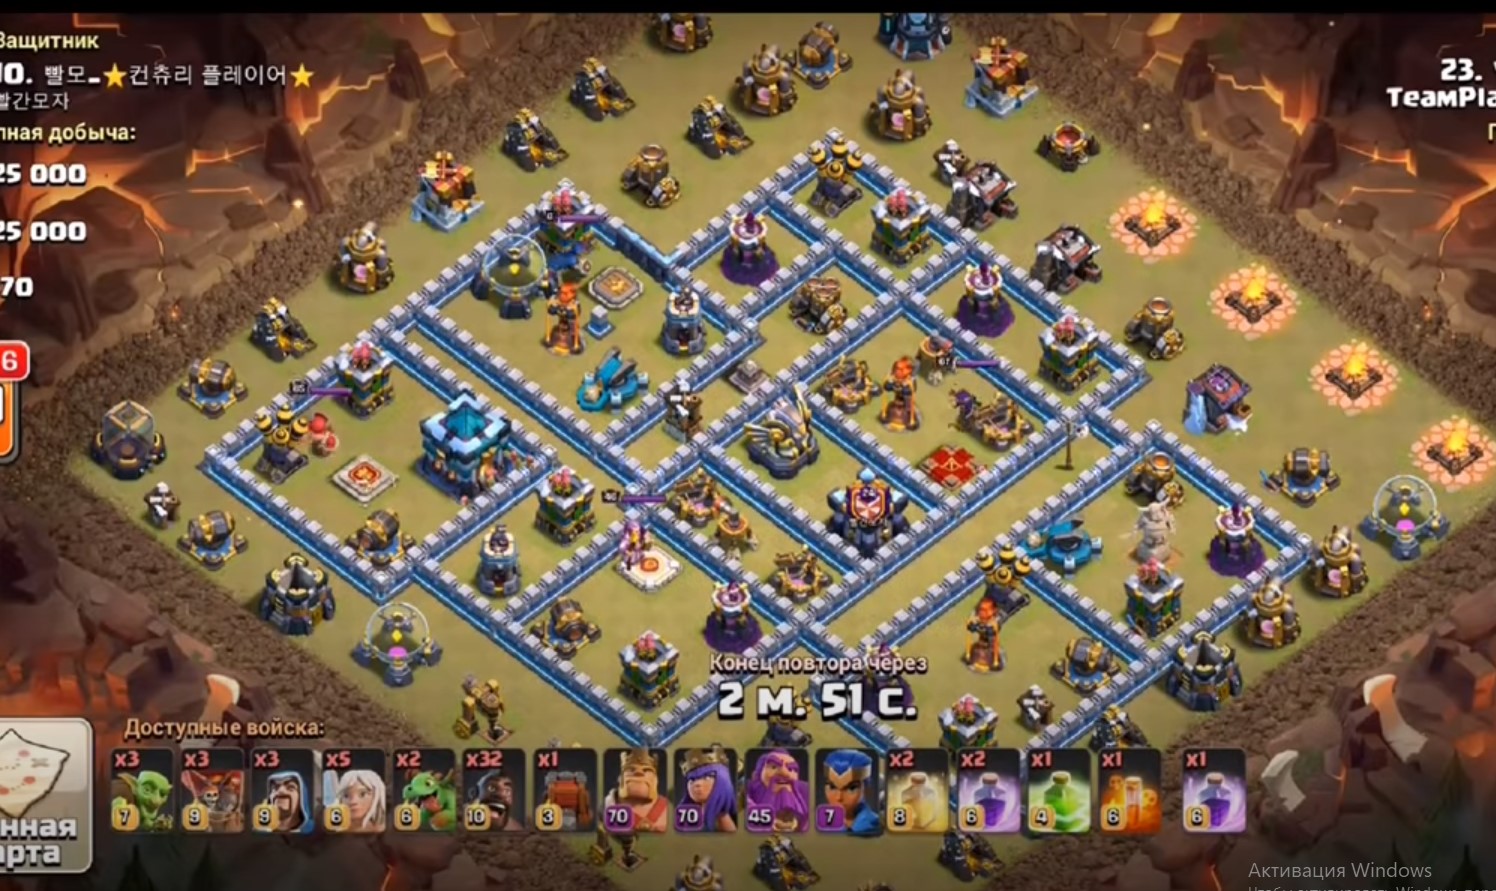 Защитник
10. 빨모-⭐컨츄리 플레이어⭐
빨간모자
пная добыча:
25 000
25 000
70
6
23.
TeamPla
Конец повтора через
2 м. 51 с.
Доступные войска:
x3 x3 x3 x5 x2 x32 x1 x2 x2 x1 x1 x1
7 9 9 6 6 10 3 70 70 45 7 8 6 4 6 6
нная
арта
Активация Windows